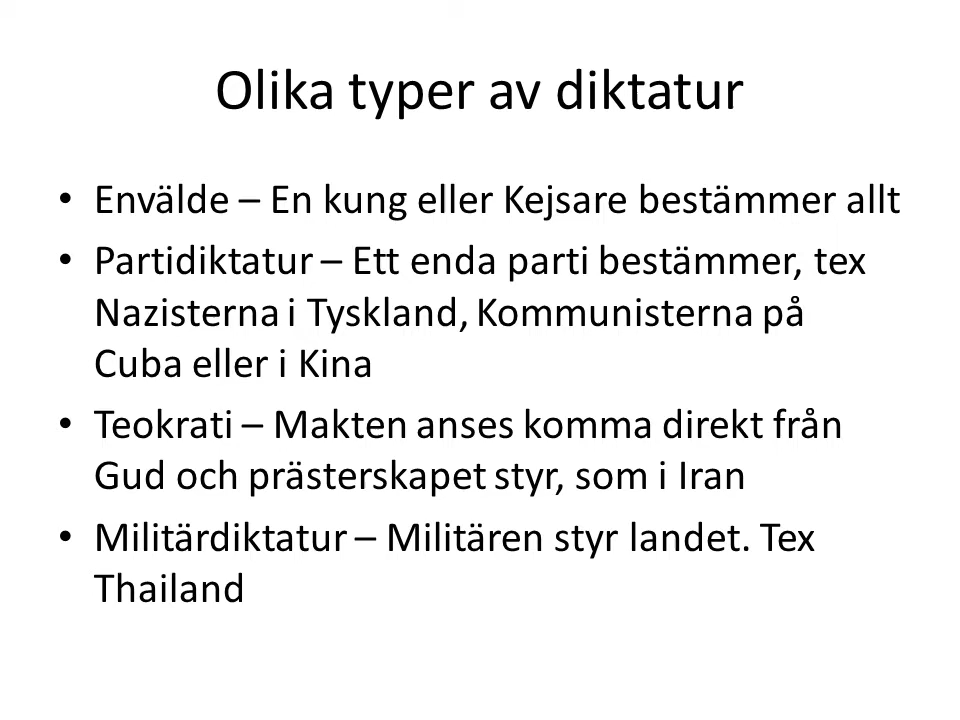 Olika typer av diktatur
• Envälde – En kung eller Kejsare bestämmer allt
• Partidiktatur – Ett enda parti bestämmer, tex
Nazisterna i Tyskland, Kommunisterna på
Cuba eller i Kina
• Teokrati – Makten anses komma direkt från
Gud och prästerskapet styr, som i Iran
• Militärdiktatur – Militären styr landet. Tex
Thailand